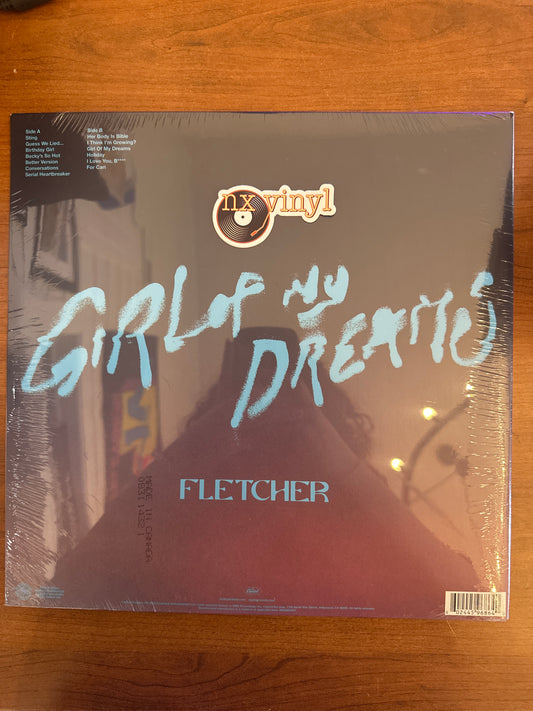 Side A
Sting
Guess We Lied...
Birthday Girl
Becky's So Hot
Better Version
Conversations
Serial Heartbreaker
Side B
Her Body Is Bible
I Think I'm Growing?
Girl Of My Dreams
Holiday
I Love You, B****
For Cari
nx vinyl
GIRL OF MY
DREAMS
FLETCHER
MADE IN CANADA
Capitol